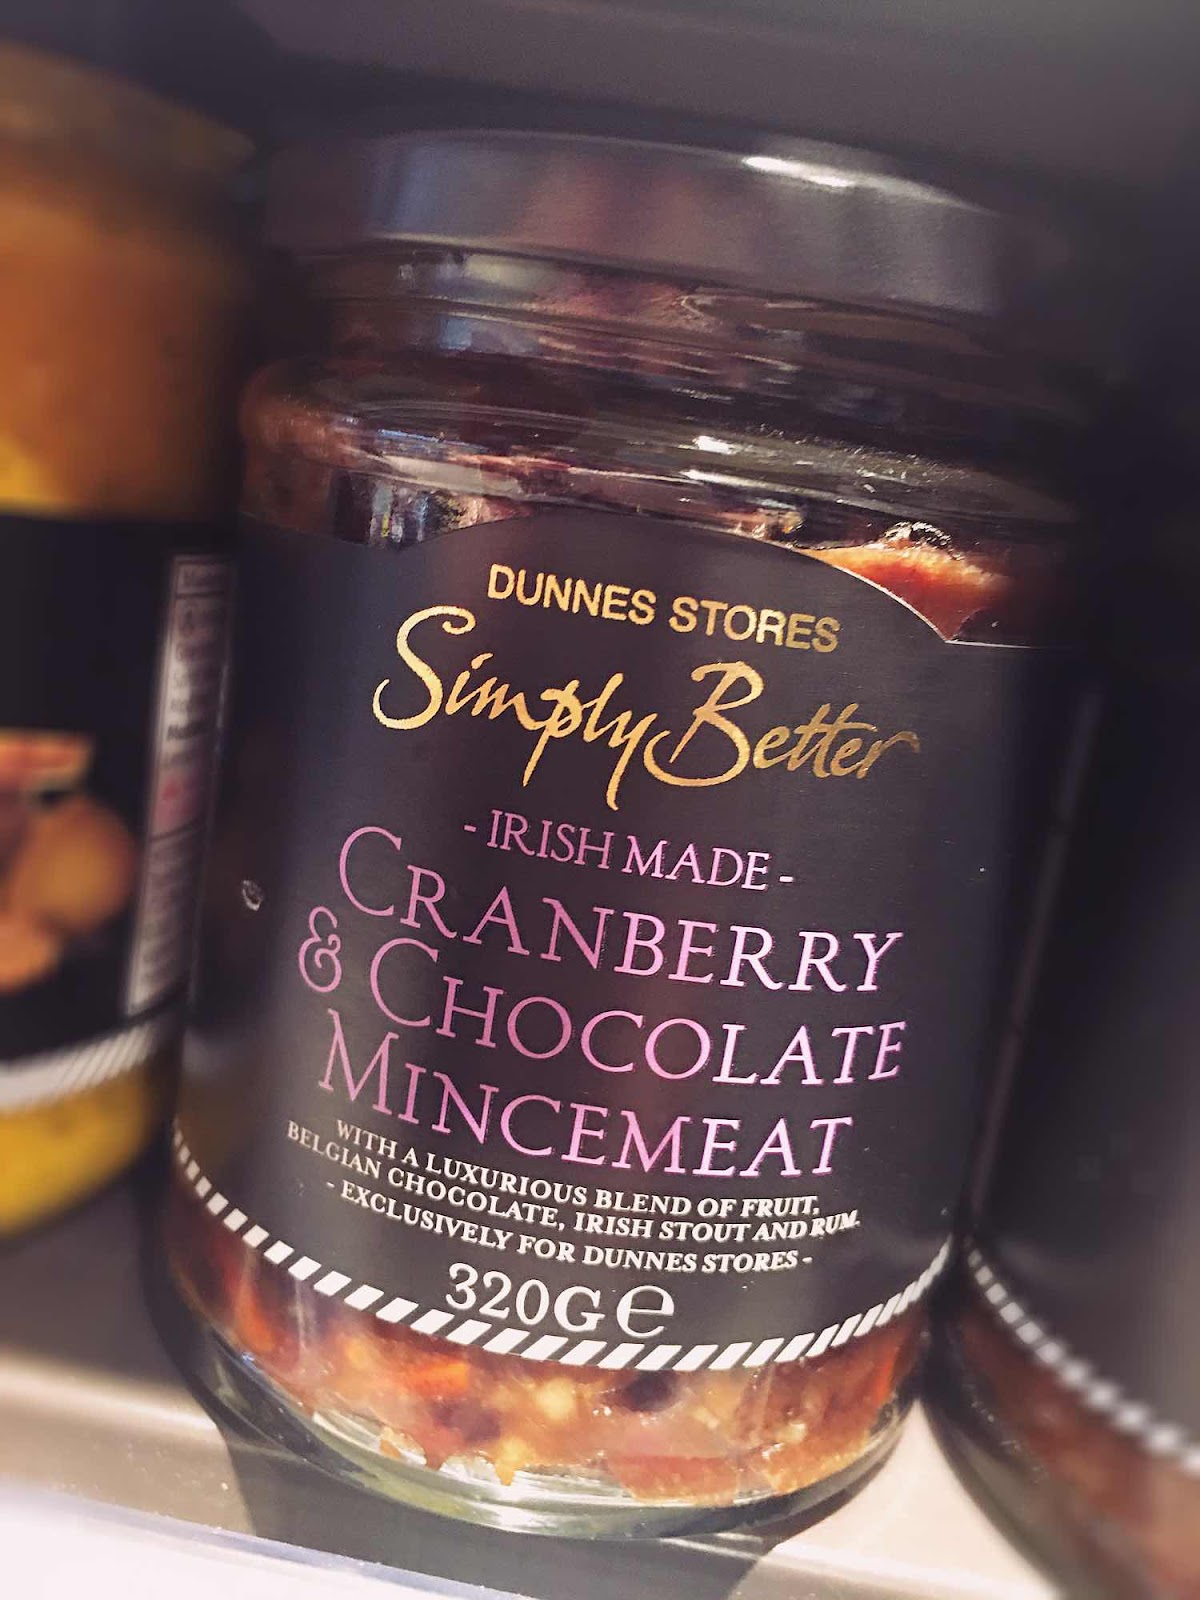 DUNNES STORES
Simply Better
- IRISH MADE -
CRANBERRY
& CHOCOLATE
MINCEMEAT
WITH A LUXURIOUS BLEND OF FRUIT,
BELGIAN CHOCOLATE, IRISH STOUT AND RUM.
- EXCLUSIVELY FOR DUNNES STORES -
320G e